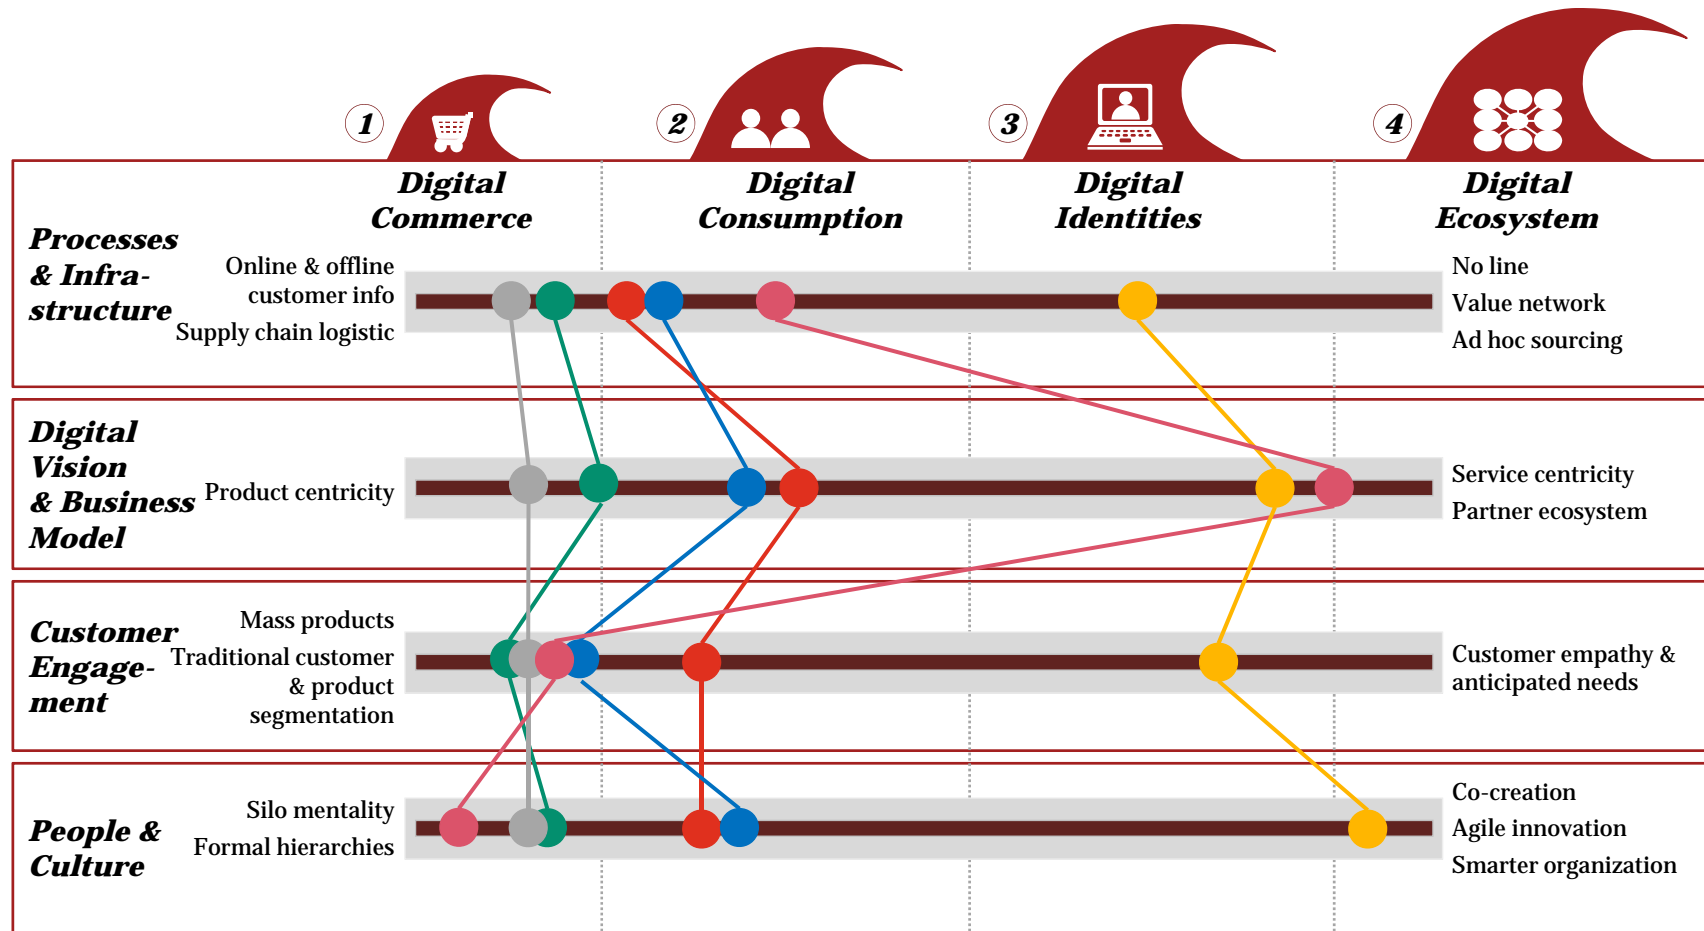 1
2
3
4
Digital
Commerce
Digital
Consumption
Digital
Identities
Digital
Ecosystem
Processes
& Infra-
structure
Online & offline
customer info
Supply chain logistic
No line
Value network
Ad hoc sourcing
Digital
Vision
& Business
Model
Product centricity
Service centricity
Partner ecosystem
Customer
Engage-
ment
Mass products
Traditional customer
& product
segmentation
Customer empathy &
anticipated needs
People &
Culture
Silo mentality
Formal hierarchies
Co-creation
Agile innovation
Smarter organization